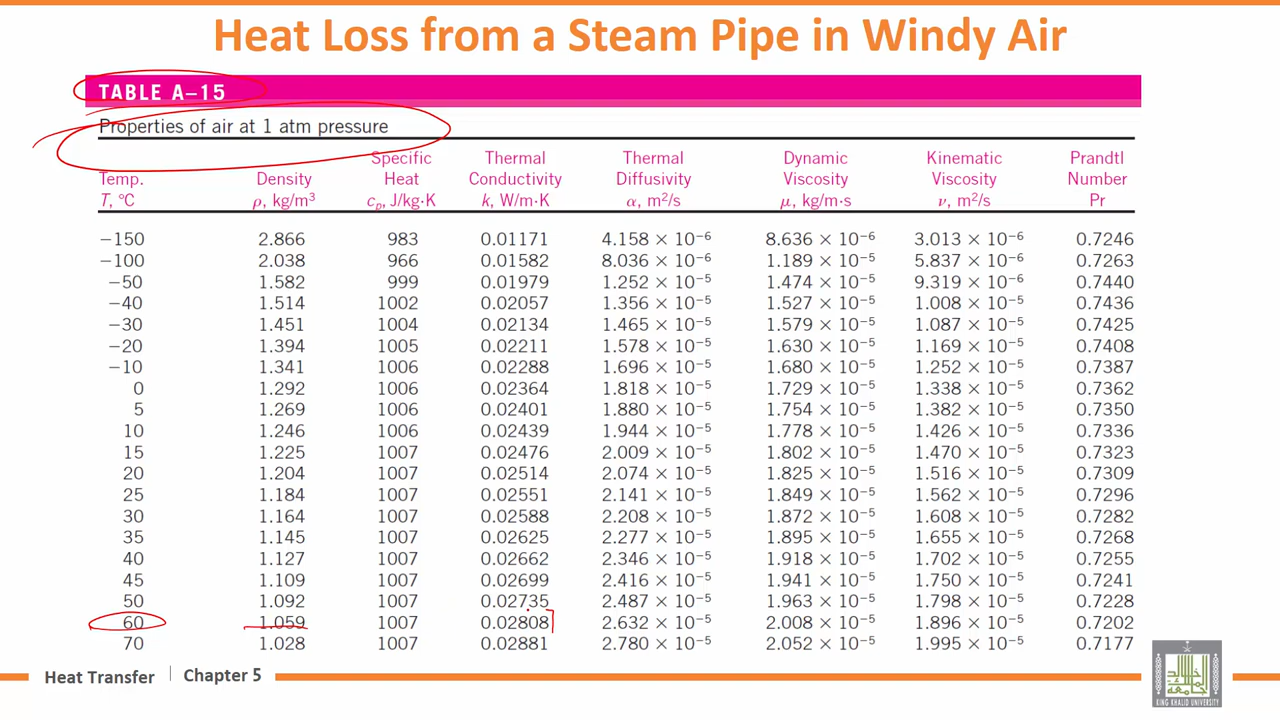 Heat Loss from a Steam Pipe in Windy Air
TABLE A–15
Properties of air at 1 atm pressure
Temp. T, °C Density ρ, kg/m³ Specific Heat cp, J/kg·K Thermal Conductivity k, W/m·K Thermal Diffusivity α, m²/s Dynamic Viscosity μ, kg/m·s Kinematic Viscosity ν, m²/s Prandtl Number Pr
−150 2.866 983 0.01171 4.158 × 10⁻⁶ 8.636 × 10⁻⁶ 3.013 × 10⁻⁶ 0.7246
−100 2.038 966 0.01582 8.036 × 10⁻⁶ 1.189 × 10⁻⁵ 5.837 × 10⁻⁶ 0.7263
−50 1.582 999 0.01979 1.252 × 10⁻⁵ 1.474 × 10⁻⁵ 9.319 × 10⁻⁶ 0.7440
−40 1.514 1002 0.02057 1.356 × 10⁻⁵ 1.527 × 10⁻⁵ 1.008 × 10⁻⁵ 0.7436
−30 1.451 1004 0.02134 1.465 × 10⁻⁵ 1.579 × 10⁻⁵ 1.087 × 10⁻⁵ 0.7425
−20 1.394 1005 0.02211 1.578 × 10⁻⁵ 1.630 × 10⁻⁵ 1.169 × 10⁻⁵ 0.7408
−10 1.341 1006 0.02288 1.696 × 10⁻⁵ 1.680 × 10⁻⁵ 1.252 × 10⁻⁵ 0.7387
0 1.292 1006 0.02364 1.818 × 10⁻⁵ 1.729 × 10⁻⁵ 1.338 × 10⁻⁵ 0.7362
5 1.269 1006 0.02401 1.880 × 10⁻⁵ 1.754 × 10⁻⁵ 1.382 × 10⁻⁵ 0.7350
10 1.246 1006 0.02439 1.944 × 10⁻⁵ 1.778 × 10⁻⁵ 1.426 × 10⁻⁵ 0.7336
15 1.225 1007 0.02476 2.009 × 10⁻⁵ 1.802 × 10⁻⁵ 1.470 × 10⁻⁵ 0.7323
20 1.204 1007 0.02514 2.074 × 10⁻⁵ 1.825 × 10⁻⁵ 1.516 × 10⁻⁵ 0.7309
25 1.184 1007 0.02551 2.141 × 10⁻⁵ 1.849 × 10⁻⁵ 1.562 × 10⁻⁵ 0.7296
30 1.164 1007 0.02588 2.208 × 10⁻⁵ 1.872 × 10⁻⁵ 1.608 × 10⁻⁵ 0.7282
35 1.145 1007 0.02625 2.277 × 10⁻⁵ 1.895 × 10⁻⁵ 1.655 × 10⁻⁵ 0.7268
40 1.127 1007 0.02662 2.346 × 10⁻⁵ 1.918 × 10⁻⁵ 1.702 × 10⁻⁵ 0.7255
45 1.109 1007 0.02699 2.416 × 10⁻⁵ 1.941 × 10⁻⁵ 1.750 × 10⁻⁵ 0.7241
50 1.092 1007 0.02735 2.487 × 10⁻⁵ 1.963 × 10⁻⁵ 1.798 × 10⁻⁵ 0.7228
60 1.059 1007 0.02808 2.632 × 10⁻⁵ 2.008 × 10⁻⁵ 1.896 × 10⁻⁵ 0.7202
70 1.028 1007 0.02881 2.780 × 10⁻⁵ 2.052 × 10⁻⁵ 1.995 × 10⁻⁵ 0.7177
Heat Transfer Chapter 5
KING KHALID UNIVERSITY